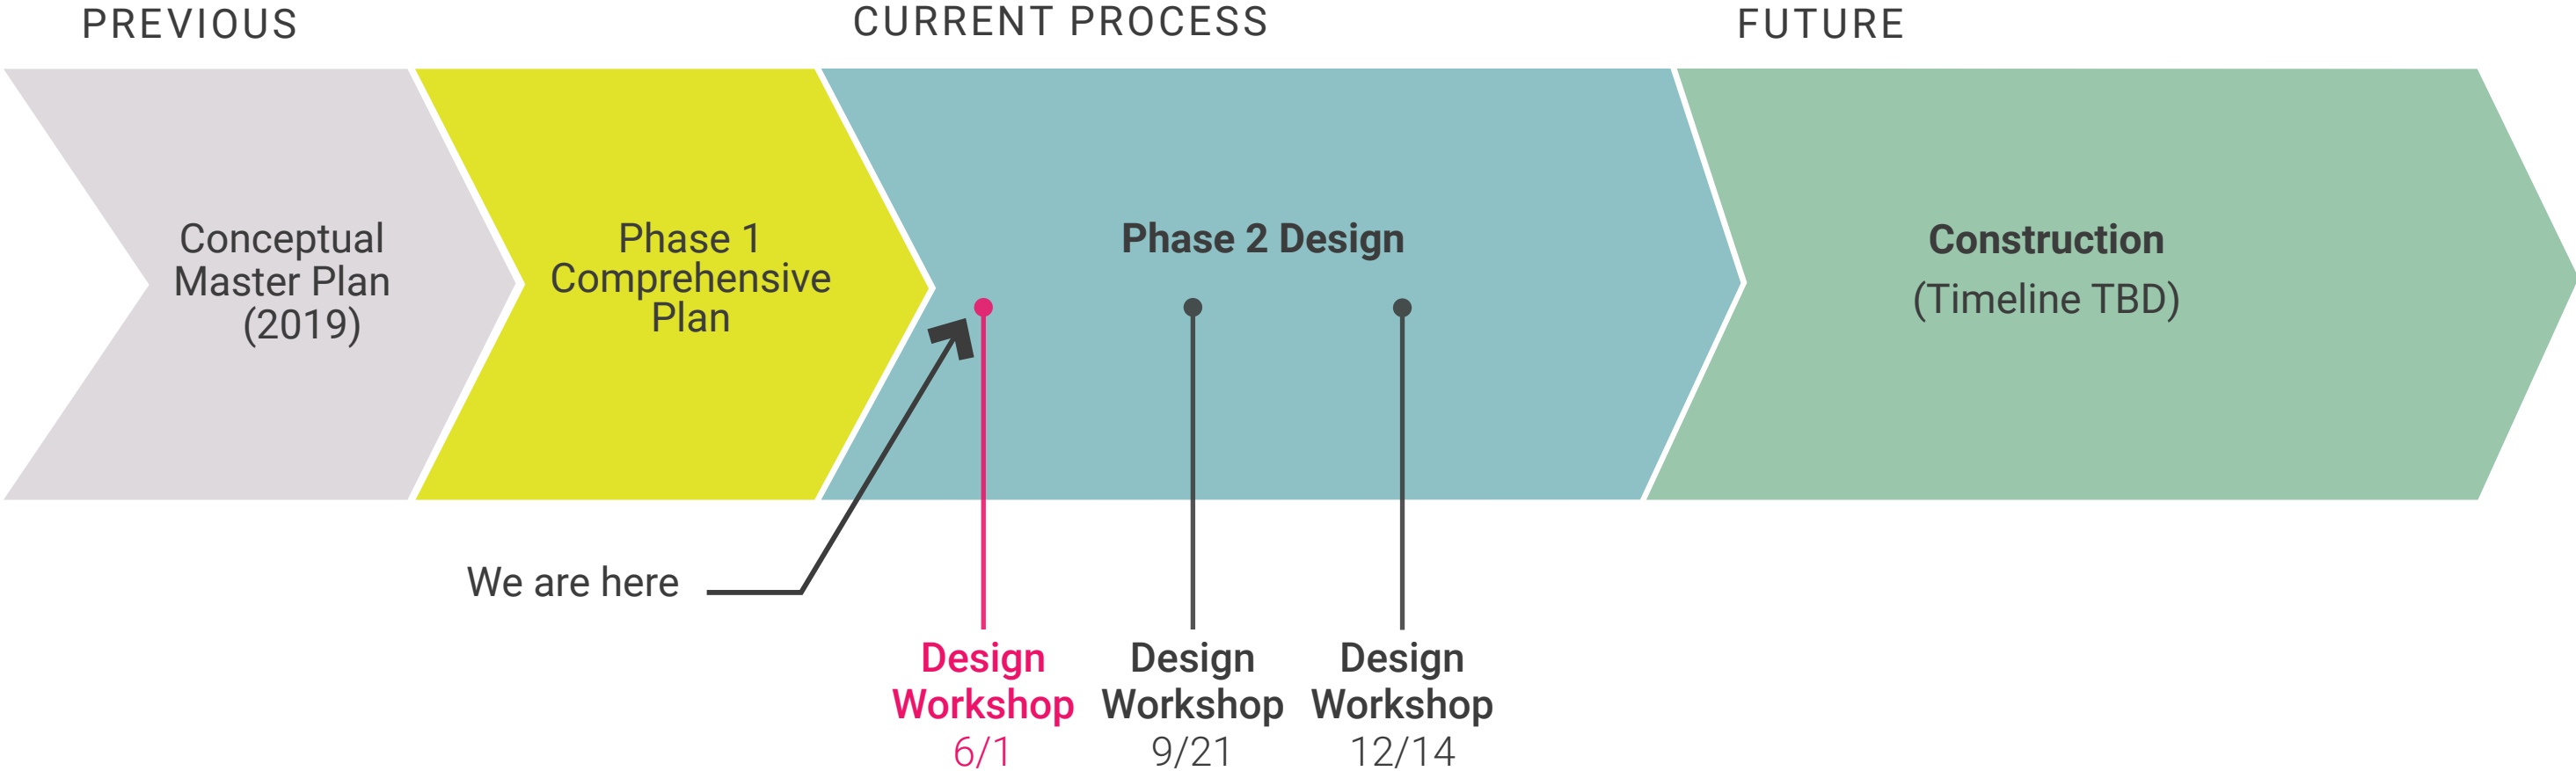 PREVIOUS
CURRENT PROCESS
FUTURE
Conceptual
Master Plan
(2019)
Phase 1
Comprehensive
Plan
Phase 2 Design
Construction
(Timeline TBD)
We are here
Design
Workshop
6/1
Design
Workshop
9/21
Design
Workshop
12/14